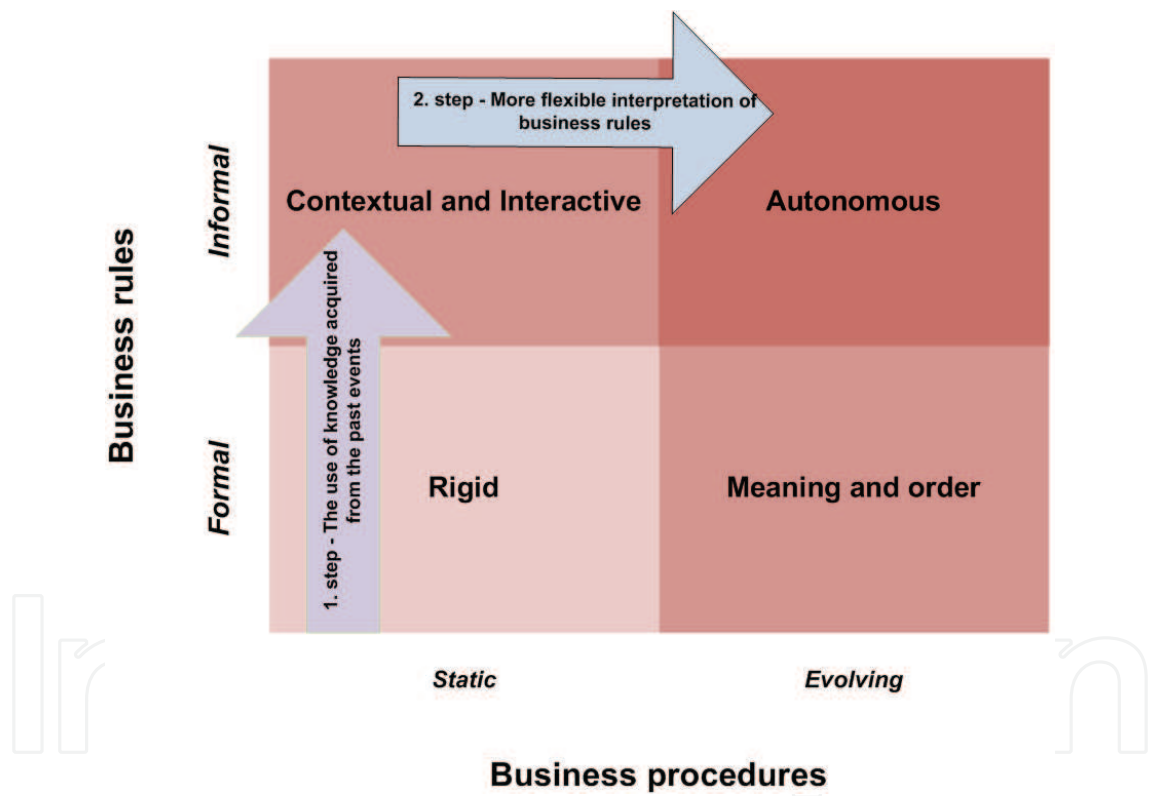 2. step - More flexible interpretation of
business rules
Contextual and Interactive
Autonomous
Informal
Business rules
1. step - The use of knowledge acquired
from the past events
Formal
Rigid
Meaning and order
Static
Evolving
Business procedures